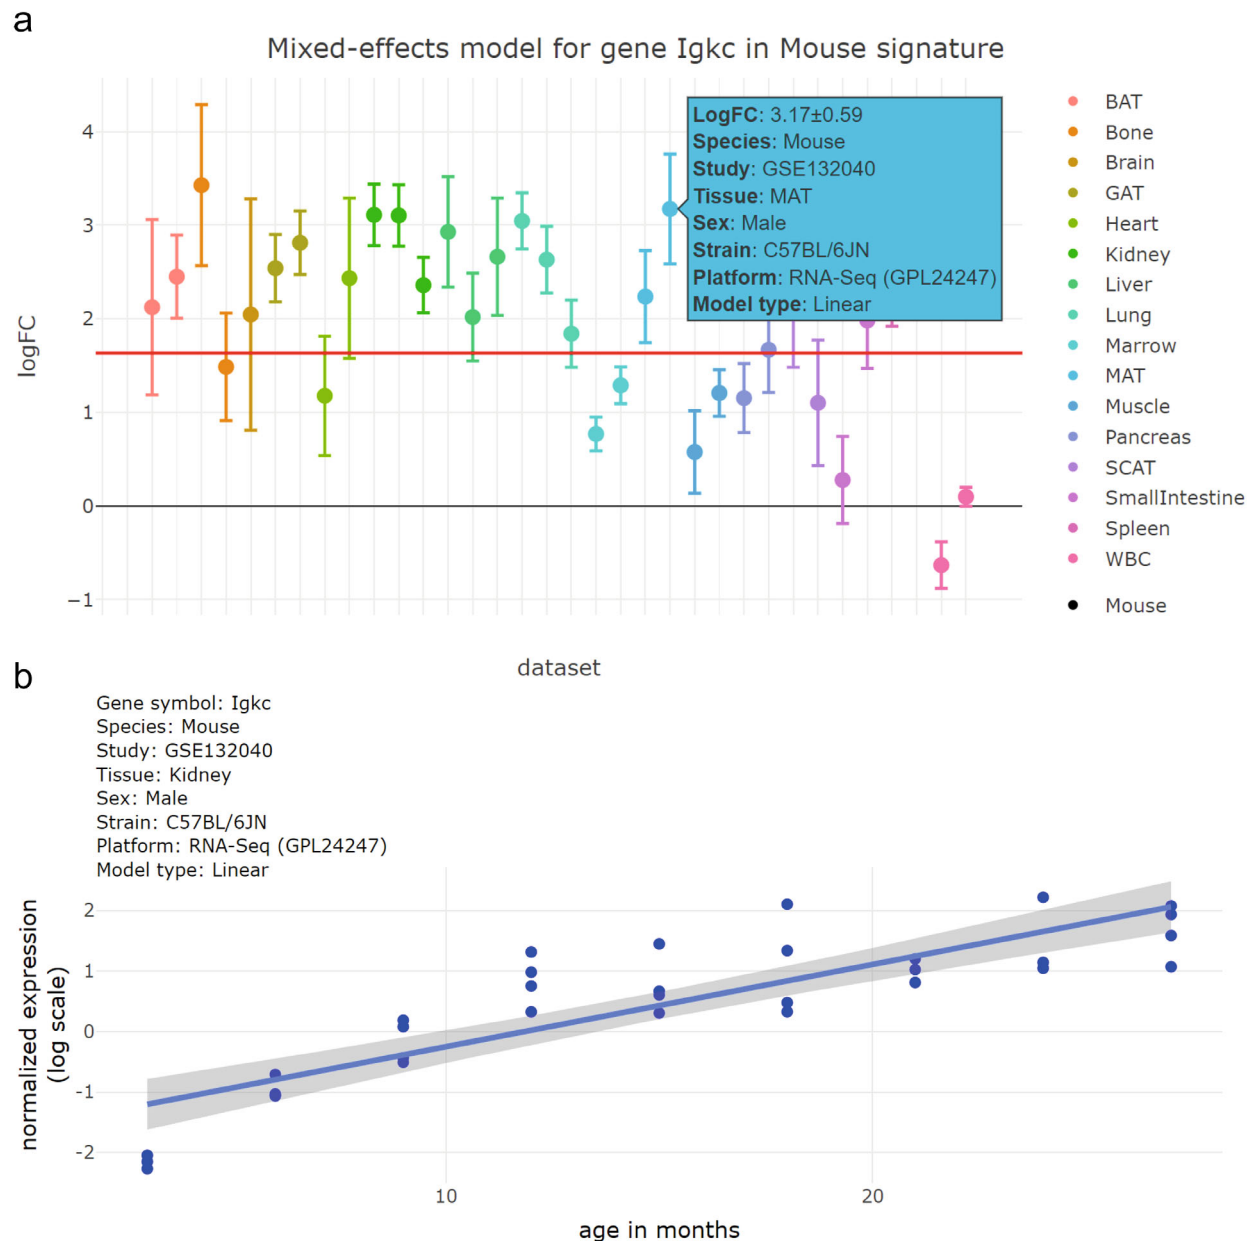 a
Mixed-effects model for gene Igkc in Mouse signature
4
3
2
1
0
−1
logFC
dataset
LogFC: 3.17±0.59
Species: Mouse
Study: GSE132040
Tissue: MAT
Sex: Male
Strain: C57BL/6JN
Platform: RNA-Seq (GPL24247)
Model type: Linear
BAT
Bone
Brain
GAT
Heart
Kidney
Liver
Lung
Marrow
MAT
Muscle
Pancreas
SCAT
SmallIntestine
Spleen
WBC
Mouse
b
Gene symbol: Igkc
Species: Mouse
Study: GSE132040
Tissue: Kidney
Sex: Male
Strain: C57BL/6JN
Platform: RNA-Seq (GPL24247)
Model type: Linear
normalized expression
(log scale)
2
1
0
-1
-2
10
20
age in months